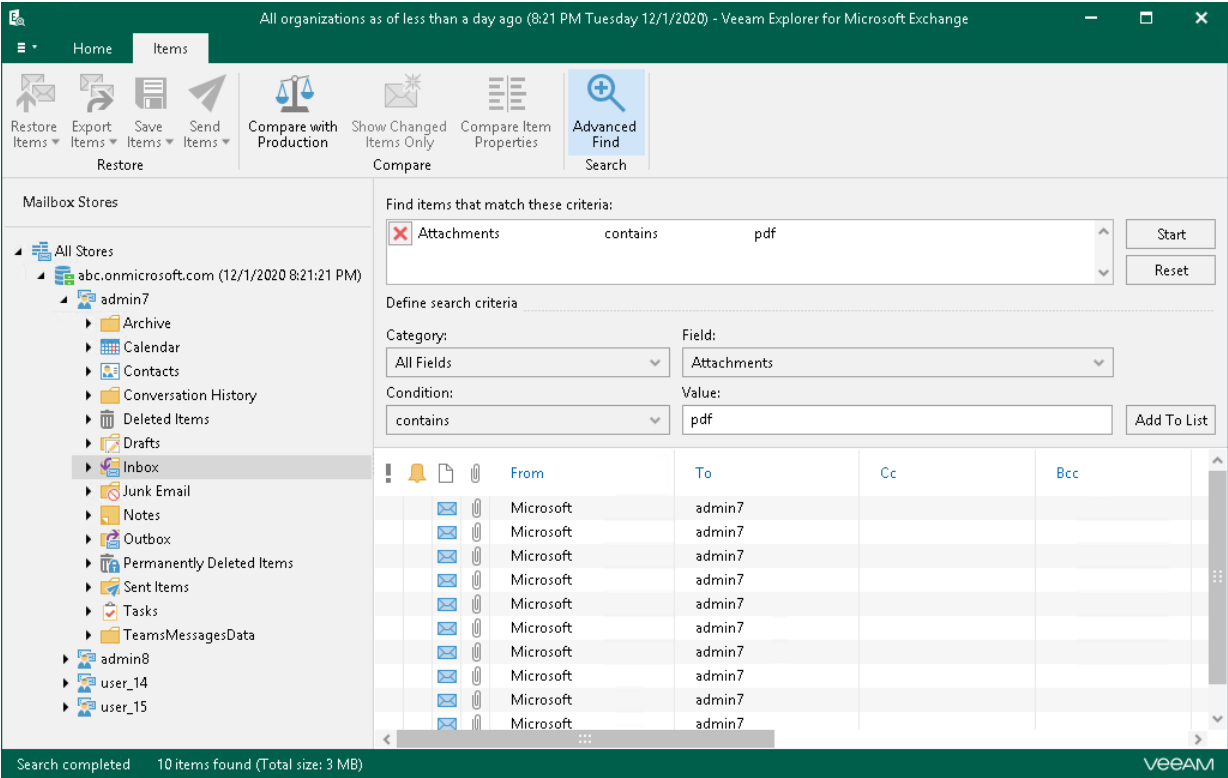 All organizations as of less than a day ago (8:21 PM Tuesday 12/1/2020) - Veeam Explorer for Microsoft Exchange
Home Items
Restore Items Export Items Save Items Send Items
Restore
Compare with Production Show Changed Items Only Compare Item Properties
Compare
Advanced Find
Search
Mailbox Stores
All Stores
abc.onmicrosoft.com (12/1/2020 8:21:21 PM)
admin7
Archive
Calendar
Contacts
Conversation History
Deleted Items
Drafts
Inbox
Junk Email
Notes
Outbox
Permanently Deleted Items
Sent Items
Tasks
TeamsMessagesData
admin8
user_14
user_15
Find items that match these criteria:
Attachments contains pdf
Start
Reset
Define search criteria
Category: Field:
All Fields Attachments
Condition: Value:
contains pdf Add To List
From To Cc Bcc
Microsoft admin7
Microsoft admin7
Microsoft admin7
Microsoft admin7
Microsoft admin7
Microsoft admin7
Microsoft admin7
Microsoft admin7
Microsoft admin7
Microsoft admin7
Search completed 10 items found (Total size: 3 MB) veeam